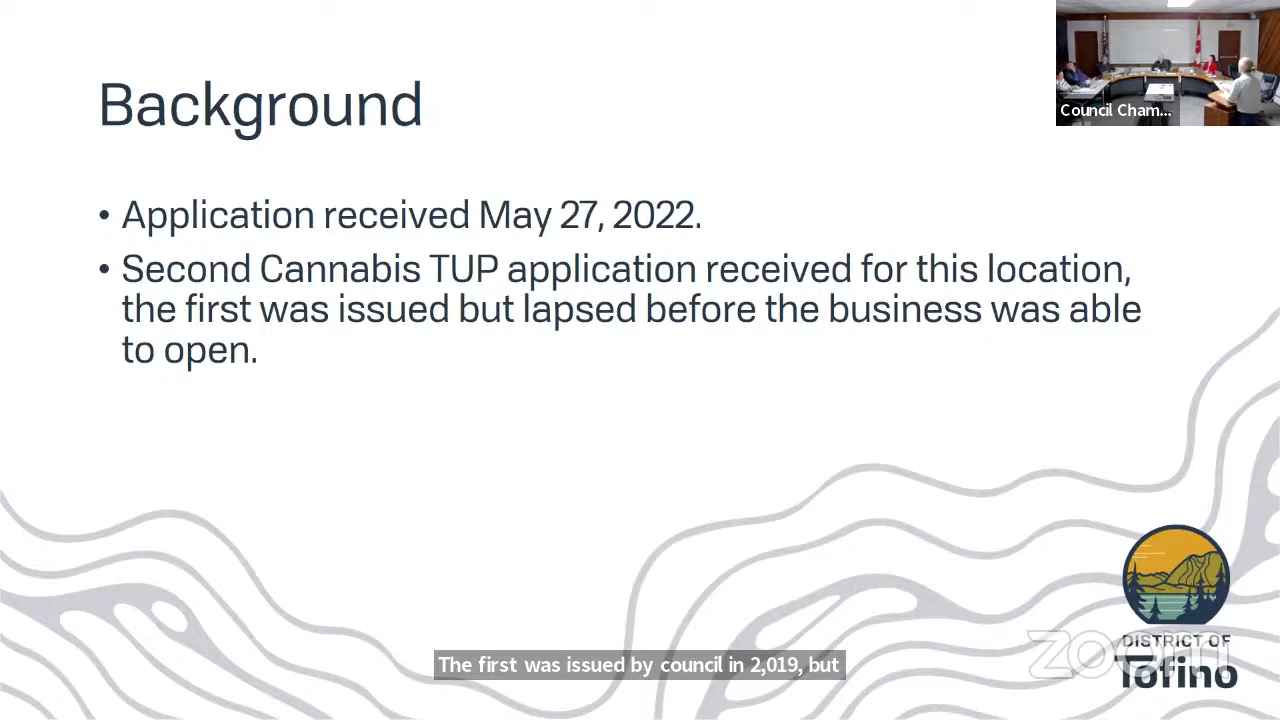 Council Cham...
Background
• Application received May 27, 2022.
• Second Cannabis TUP application received for this location,
the first was issued but lapsed before the business was able
to open.
The first was issued by council in 2,019, but
zoom
DISTRICT OF
Tofino